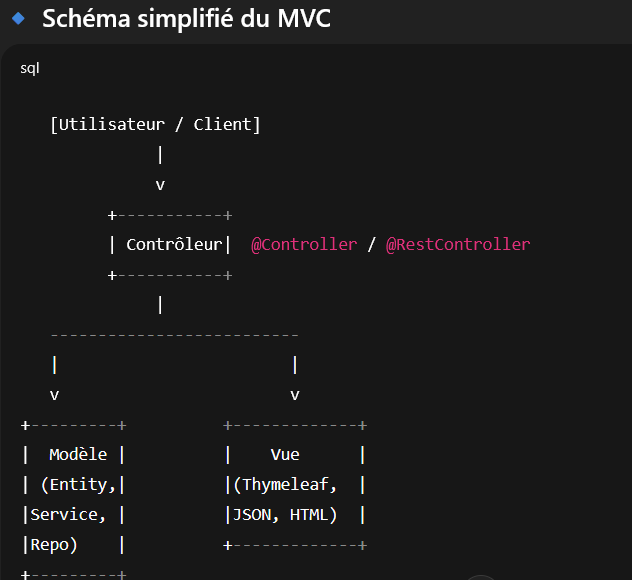 Schéma simplifié du MVC
sql
[Utilisateur / Client]
|
v
+-----------+
| Contrôleur|  @Controller / @RestController
+-----------+
|
--------------------------
|                        |
v                        v
+---------+          +-------------+
|  Modèle |          |    Vue      |
| (Entity,|          |(Thymeleaf,  |
|Service, |          |JSON, HTML)  |
|Repo)    |          +-------------+
+---------+